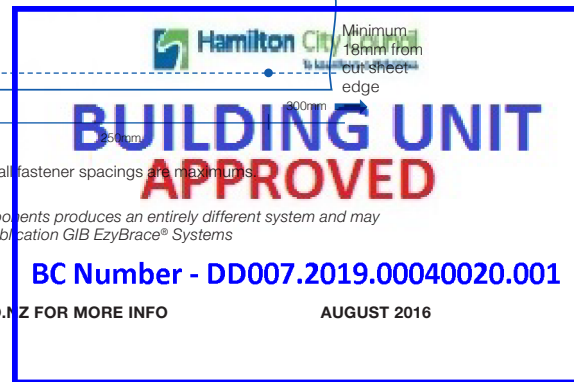 Hamilton City Council
Minimum
18mm from
cut sheet
edge
300mm
BUILDING UNIT
250mm
all fastener spacings are maximums.
APPROVED
ponents produces an entirely different system and may
blication GIB EzyBrace® Systems
BC Number - DD007.2019.00040020.001
O.NZ FOR MORE INFO
AUGUST 2016